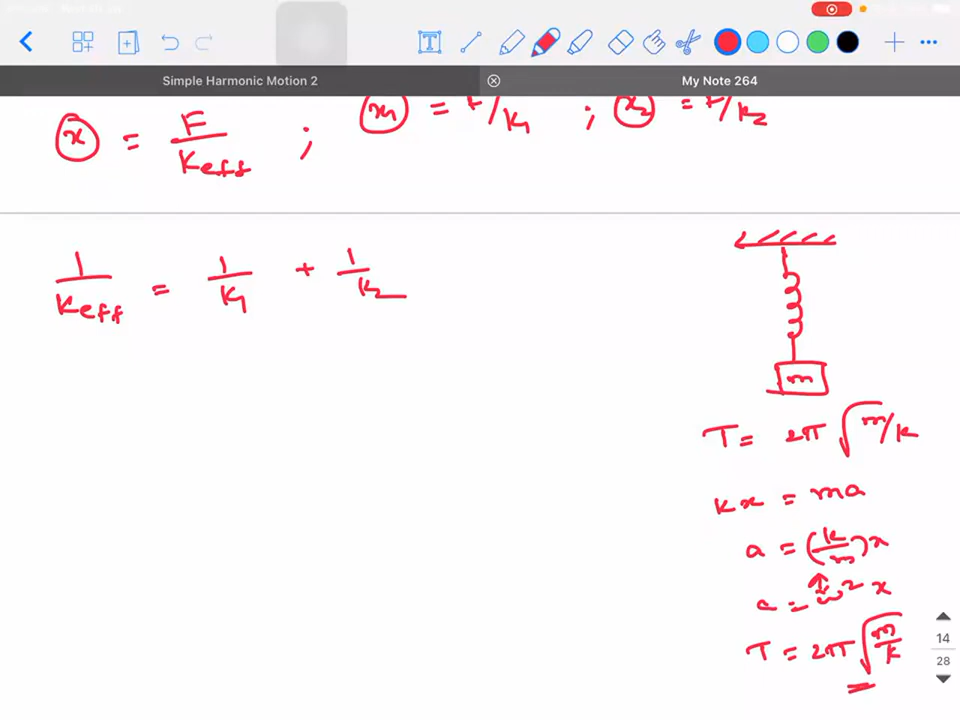 Simple Harmonic Motion 2
My Note 264
x = F/Keff ; x1 = F/K1 ; x2 = F/K2
1/Keff = 1/K1 + 1/K2
m
T = 2π √m/k
kx = ma
a = (k/m)x
a = ω² x
T = 2π √m/k
14
28